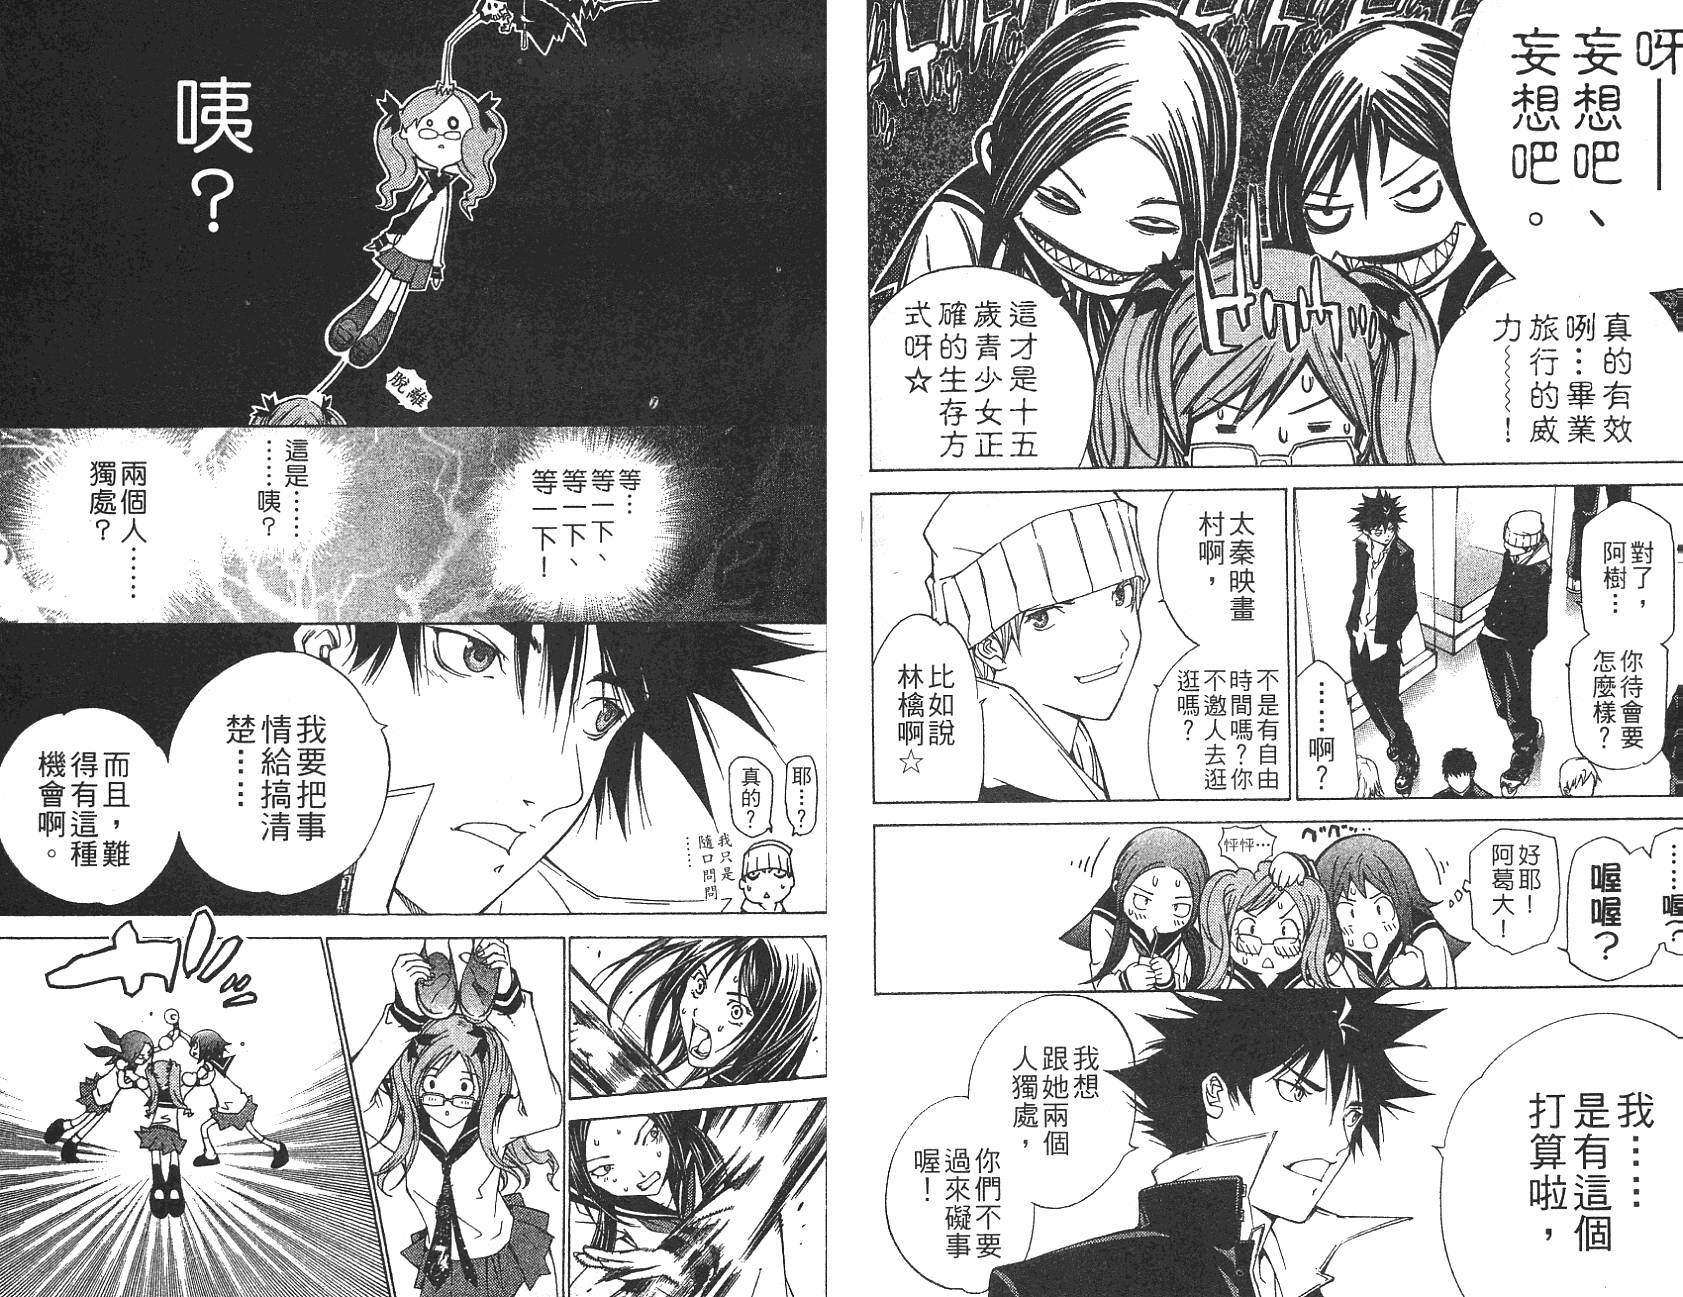 呀——
妄想吧、
妄想吧。
真的有效
咧…畢業
旅行的威
力~~~~!
這才是十五
歲青少女正
確的生存方
式呀☆
對了，
阿樹…
你待會要
怎麼樣？
……啊？
太秦映畫
村啊，
不是有自由
時間嗎？你
不邀人去逛
逛嗎？
比如說
林檎啊☆
……喔？
喔喔？
好耶！
阿葛大！
怦怦…
我……
是有這個
打算啦，
我想
跟她兩個
人獨處，
你們不要
過來礙事
喔！
咦？
脫離
等…
等一下、
等一下、
等一下！
這是……
……咦？
兩個人……
獨處？
耶…？
真的？
我只是
隨口問問
……
我要把事
情給搞清
楚……
而且，難
得有這種
機會啊。